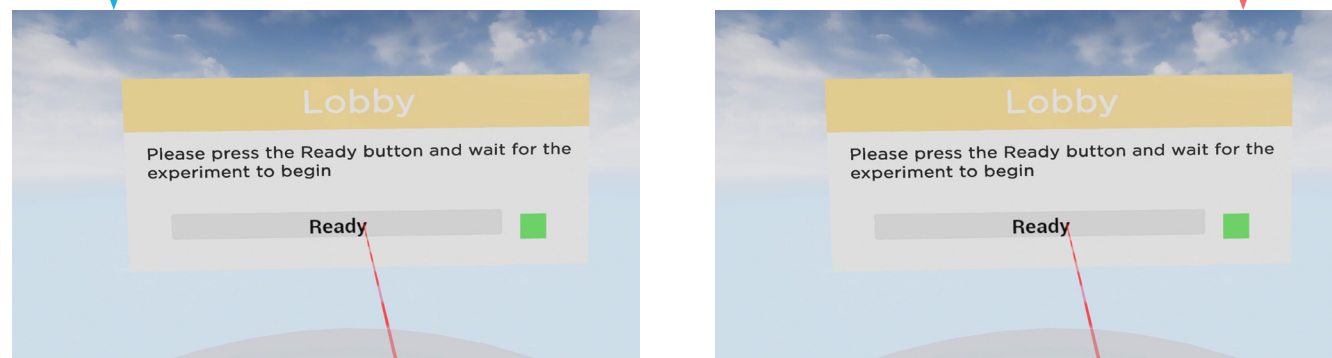 Lobby
Please press the Ready button and wait for the
experiment to begin
Ready
Lobby
Please press the Ready button and wait for the
experiment to begin
Ready